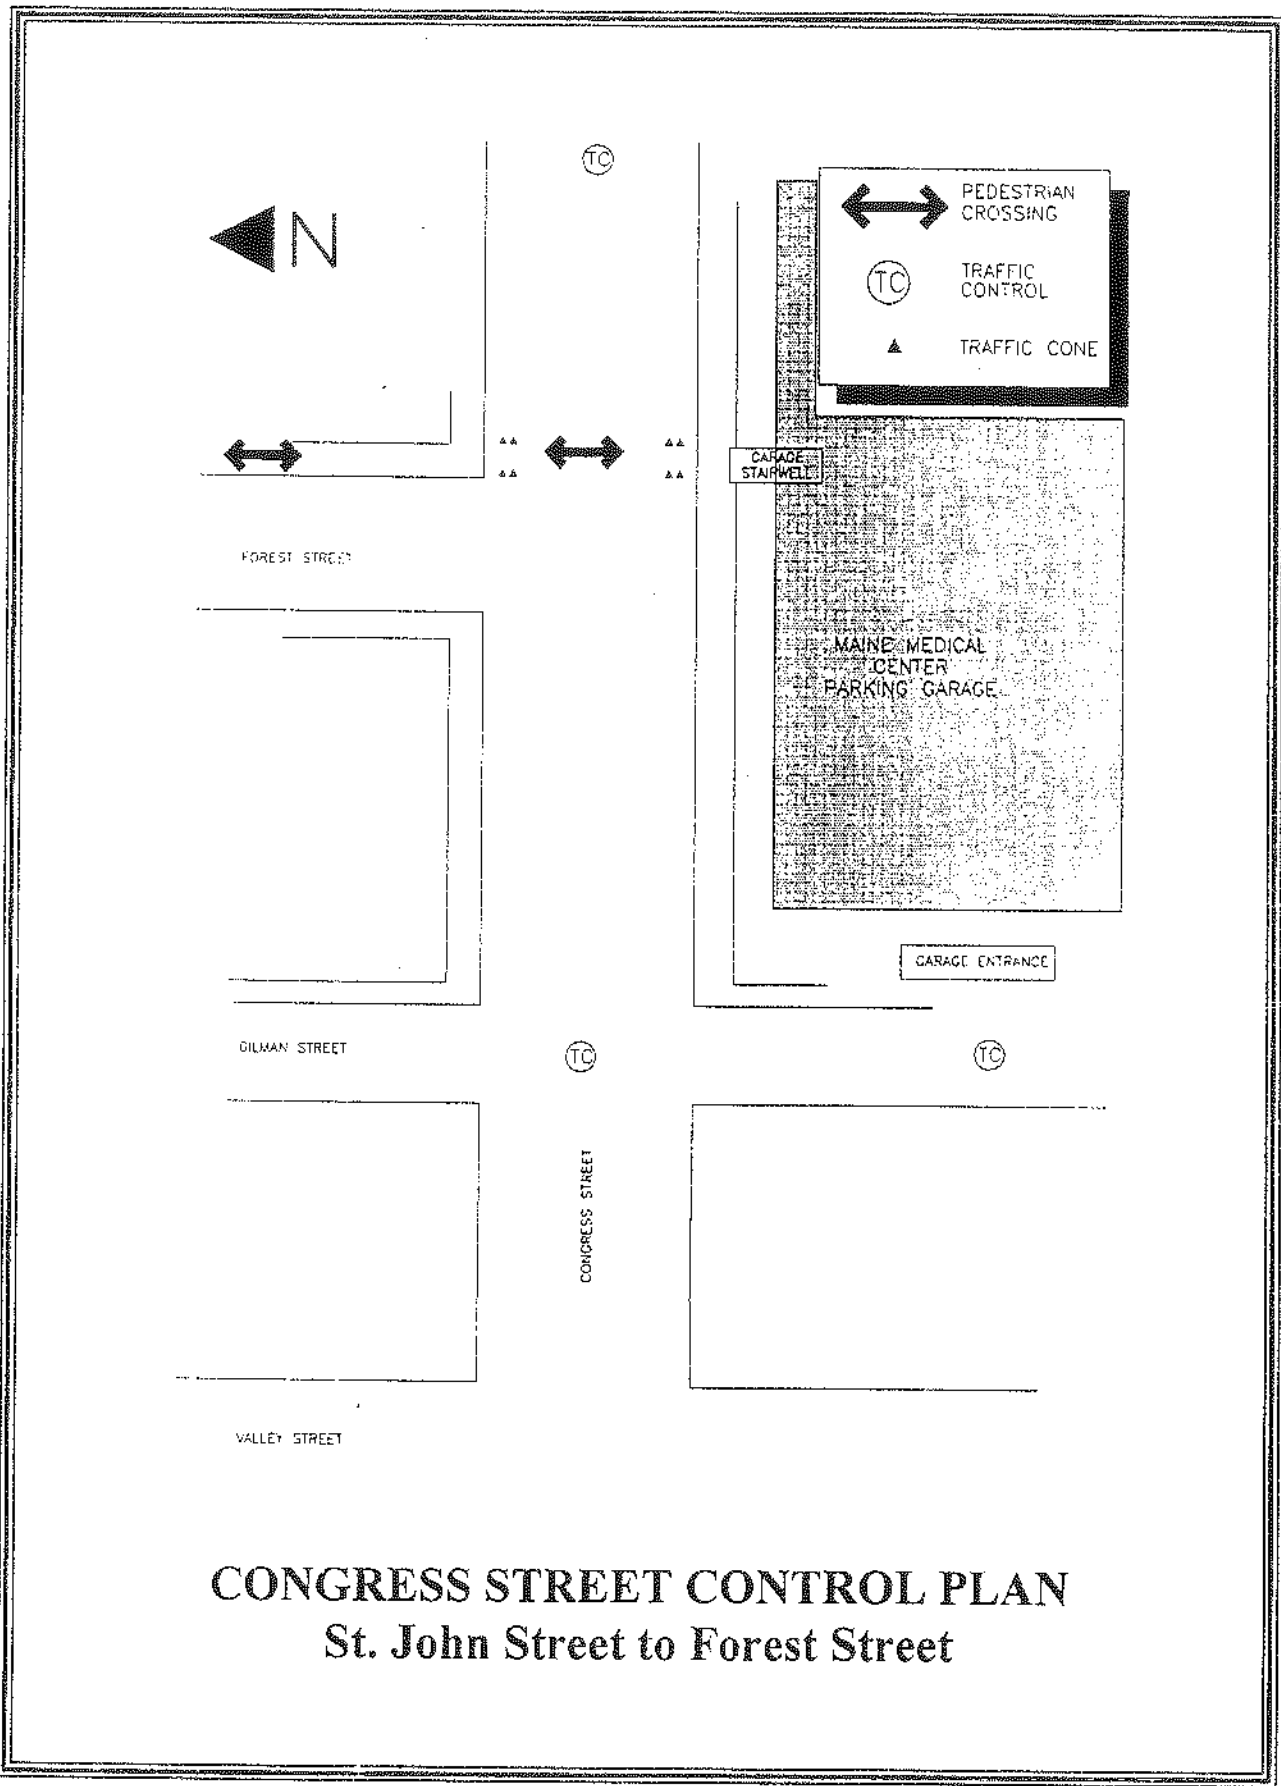 TC
N
PEDESTRIAN
CROSSING
TC
TRAFFIC
CONTROL
TRAFFIC CONE
GARAGE
STAIRWELL
FOREST STREET
MAINE MEDICAL
CENTER
PARKING GARAGE
GARAGE ENTRANCE
GILMAN STREET
TC
TC
CONGRESS STREET
VALLEY STREET
CONGRESS STREET CONTROL PLAN
St. John Street to Forest Street